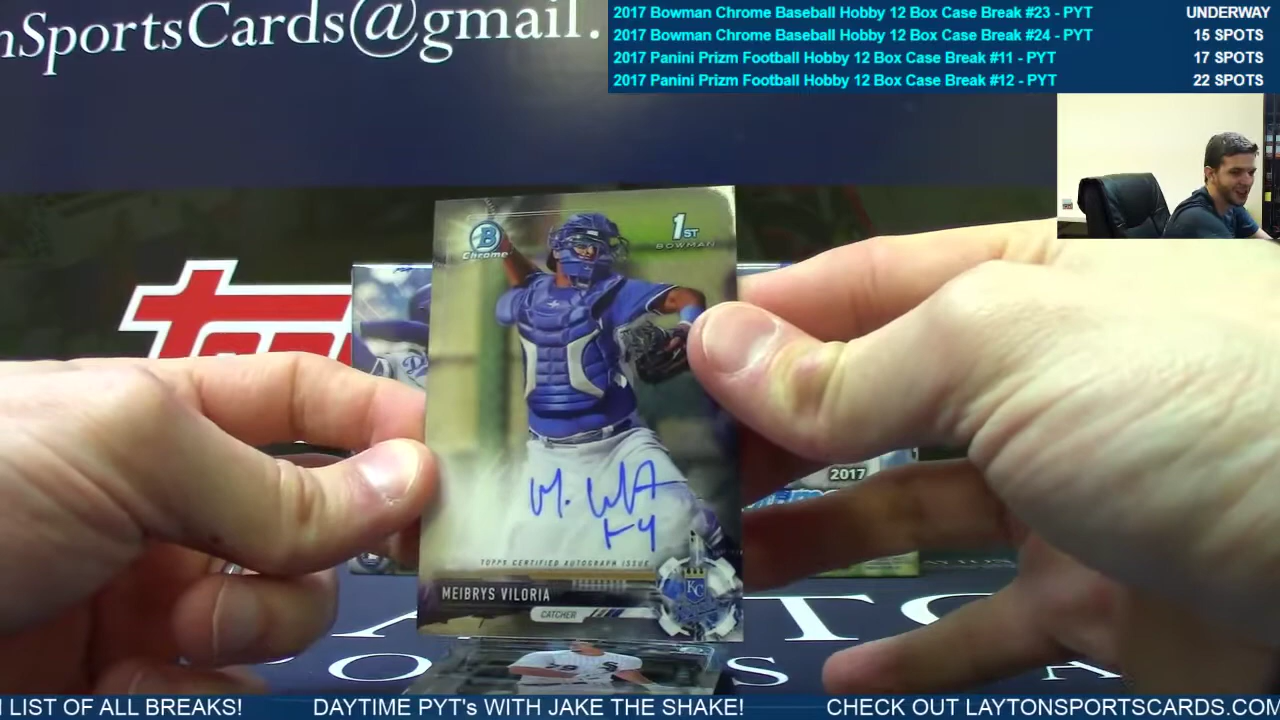 nSportsCards@gmail.
2017 Bowman Chrome Baseball Hobby 12 Box Case Break #23 - PYT UNDERWAY
2017 Bowman Chrome Baseball Hobby 12 Box Case Break #24 - PYT 15 SPOTS
2017 Panini Prizm Football Hobby 12 Box Case Break #11 - PYT 17 SPOTS
2017 Panini Prizm Football Hobby 12 Box Case Break #12 - PYT 22 SPOTS
B
Chrome
1ST
BOWMAN
2017
TOPPS CERTIFIED AUTOGRAPH ISSUE
MEIBRYS VILORIA
CATCHER
KC
79
LIST OF ALL BREAKS! DAYTIME PYT's WITH JAKE THE SHAKE! CHECK OUT LAYTONSPORTSCARDS.COM